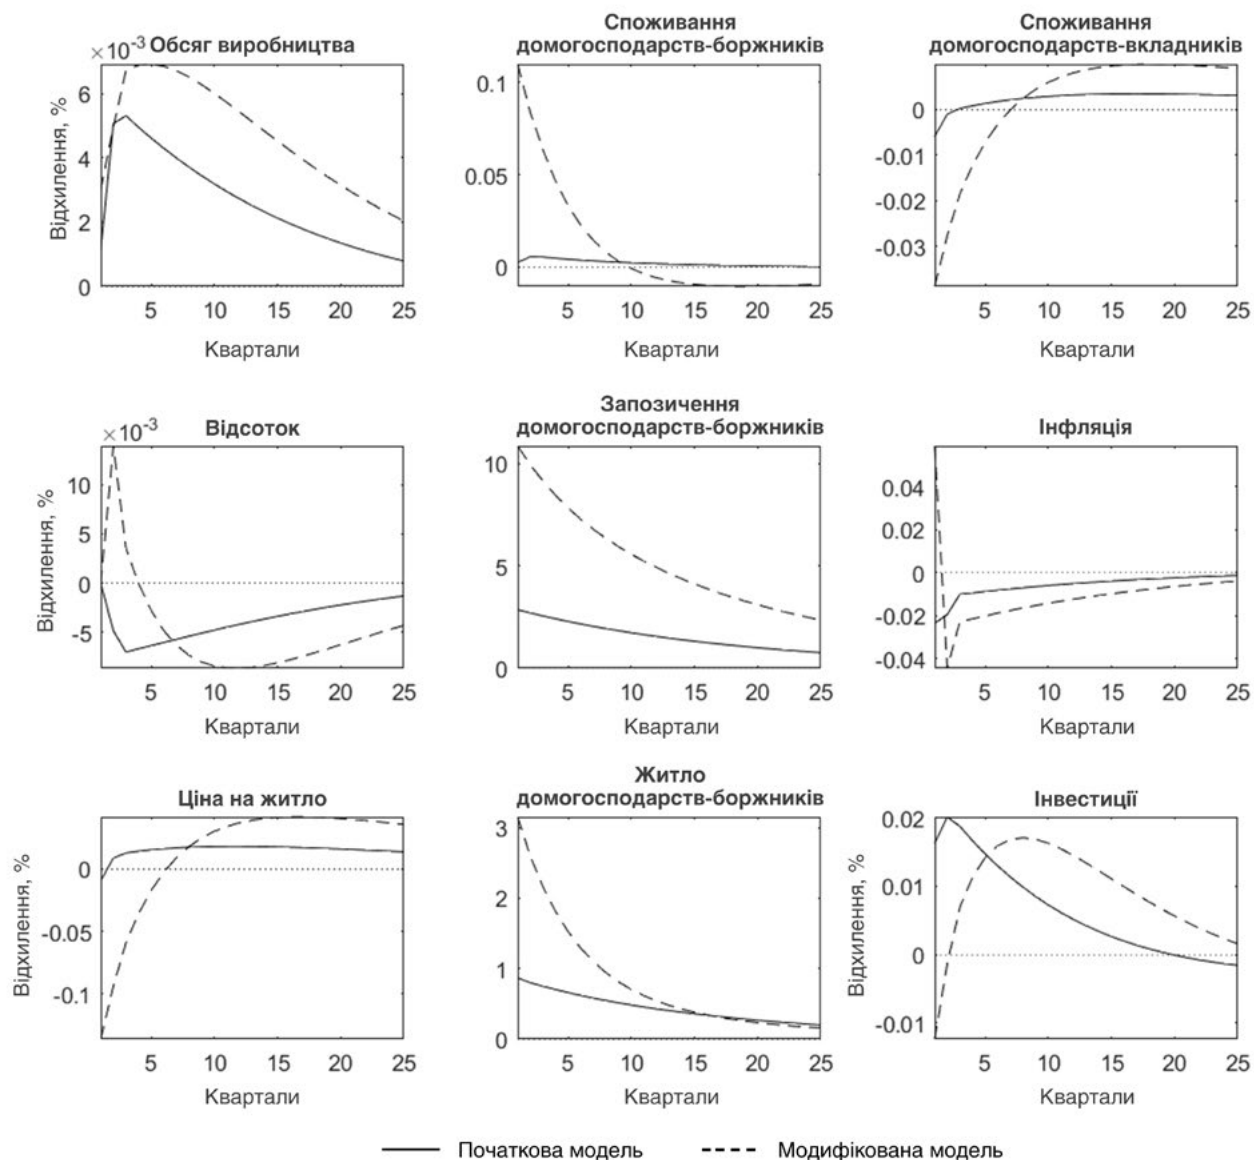 ×10⁻³ Обсяг виробництва
Відхилення, %
6
4
2
0
5 10 15 20 25
Квартали
Споживання
домогосподарств-боржників
0.1
0.05
0
5 10 15 20 25
Квартали
Споживання
домогосподарств-вкладників
0
-0.01
-0.02
-0.03
5 10 15 20 25
Квартали
×10⁻³ Відсоток
Відхилення, %
10
5
0
-5
5 10 15 20 25
Квартали
Запозичення
домогосподарств-боржників
10
5
0
5 10 15 20 25
Квартали
Інфляція
0.04
0.02
0
-0.02
-0.04
5 10 15 20 25
Квартали
Ціна на житло
Відхилення, %
0
-0.05
-0.1
5 10 15 20 25
Квартали
Житло
домогосподарств-боржників
3
2
1
0
5 10 15 20 25
Квартали
Інвестиції
Відхилення, %
0.02
0.01
0
-0.01
5 10 15 20 25
Квартали
Початкова модель
Модифікована модель